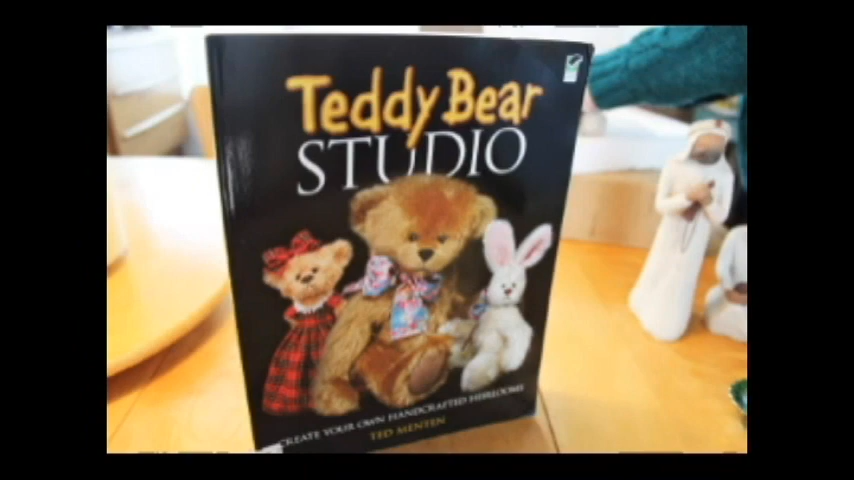 Teddy Bear
STUDIO
CREATE YOUR OWN HANDCRAFTED HEIRLOOMS
TED MENTEN